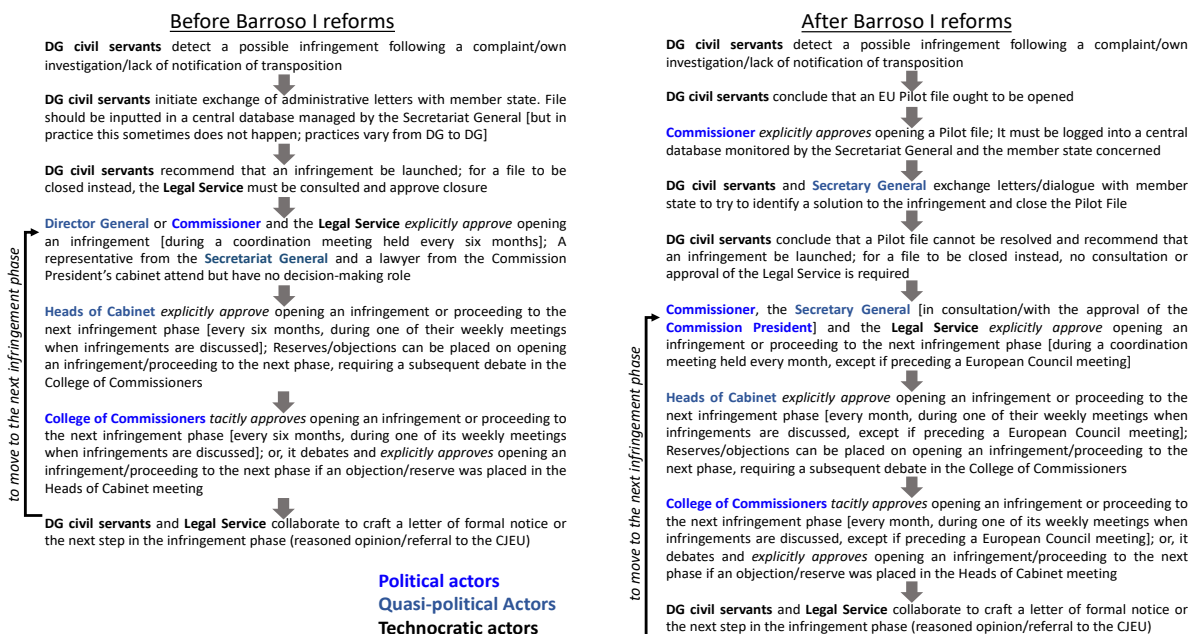 Before Barroso I reforms
DG civil servants detect a possible infringement following a complaint/own
investigation/lack of notification of transposition
DG civil servants initiate exchange of administrative letters with member state. File
should be inputted in a central database managed by the Secretariat General [but in
practice this sometimes does not happen; practices vary from DG to DG]
DG civil servants recommend that an infringement be launched; for a file to be
closed instead, the Legal Service must be consulted and approve closure
Director General or Commissioner and the Legal Service explicitly approve opening
an infringement [during a coordination meeting held every six months]; A
representative from the Secretariat General and a lawyer from the Commission
President's cabinet attend but have no decision-making role
Heads of Cabinet explicitly approve opening an infringement or proceeding to the
next infringement phase [every six months, during one of their weekly meetings
when infringements are discussed]; Reserves/objections can be placed on opening
an infringement/proceeding to the next phase, requiring a subsequent debate in the
College of Commissioners
College of Commissioners tacitly approves opening an infringement or proceeding to
the next infringement phase [every six months, during one of its weekly meetings
when infringements are discussed]; or, it debates and explicitly approves opening an
infringement/proceeding to the next phase if an objection/reserve was placed in the
Heads of Cabinet meeting
DG civil servants and Legal Service collaborate to craft a letter of formal notice or
the next step in the infringement phase (reasoned opinion/referral to the CJEU)
to move to the next infringement phase
Political actors
Quasi-political Actors
Technocratic actors
After Barroso I reforms
DG civil servants detect a possible infringement following a complaint/own
investigation/lack of notification of transposition
DG civil servants conclude that an EU Pilot file ought to be opened
Commissioner explicitly approves opening a Pilot file; It must be logged into a central
database monitored by the Secretariat General and the member state concerned
DG civil servants and Secretary General exchange letters/dialogue with member
state to try to identify a solution to the infringement and close the Pilot File
DG civil servants conclude that a Pilot file cannot be resolved and recommend that
an infringement be launched; for a file to be closed instead, no consultation or
approval of the Legal Service is required
Commissioner, the Secretary General [in consultation/with the approval of the
Commission President] and the Legal Service explicitly approve opening an
infringement or proceeding to the next infringement phase [during a coordination
meeting held every month, except if preceding a European Council meeting]
Heads of Cabinet explicitly approve opening an infringement or proceeding to the
next infringement phase [every month, during one of their weekly meetings when
infringements are discussed, except if preceding a European Council meeting];
Reserves/objections can be placed on opening an infringement/proceeding to the
next phase, requiring a subsequent debate in the College of Commissioners
College of Commissioners tacitly approves opening an infringement or proceeding to
the next infringement phase [every month, during one of its weekly meetings when
infringements are discussed, except if preceding a European Council meeting]; or, it
debates and explicitly approves opening an infringement/proceeding to the next
phase if an objection/reserve was placed in the Heads of Cabinet meeting
DG civil servants and Legal Service collaborate to craft a letter of formal notice or
the next step in the infringement phase (reasoned opinion/referral to the CJEU)
to move to the next infringement phase